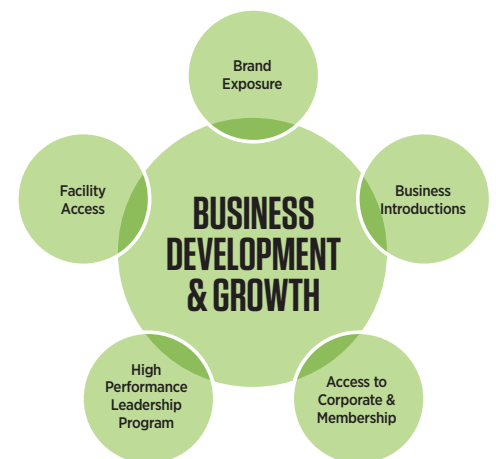 Brand
Exposure
Facility
Access
Business
Introductions
BUSINESS
DEVELOPMENT
& GROWTH
High
Performance
Leadership
Program
Access to
Corporate &
Membership